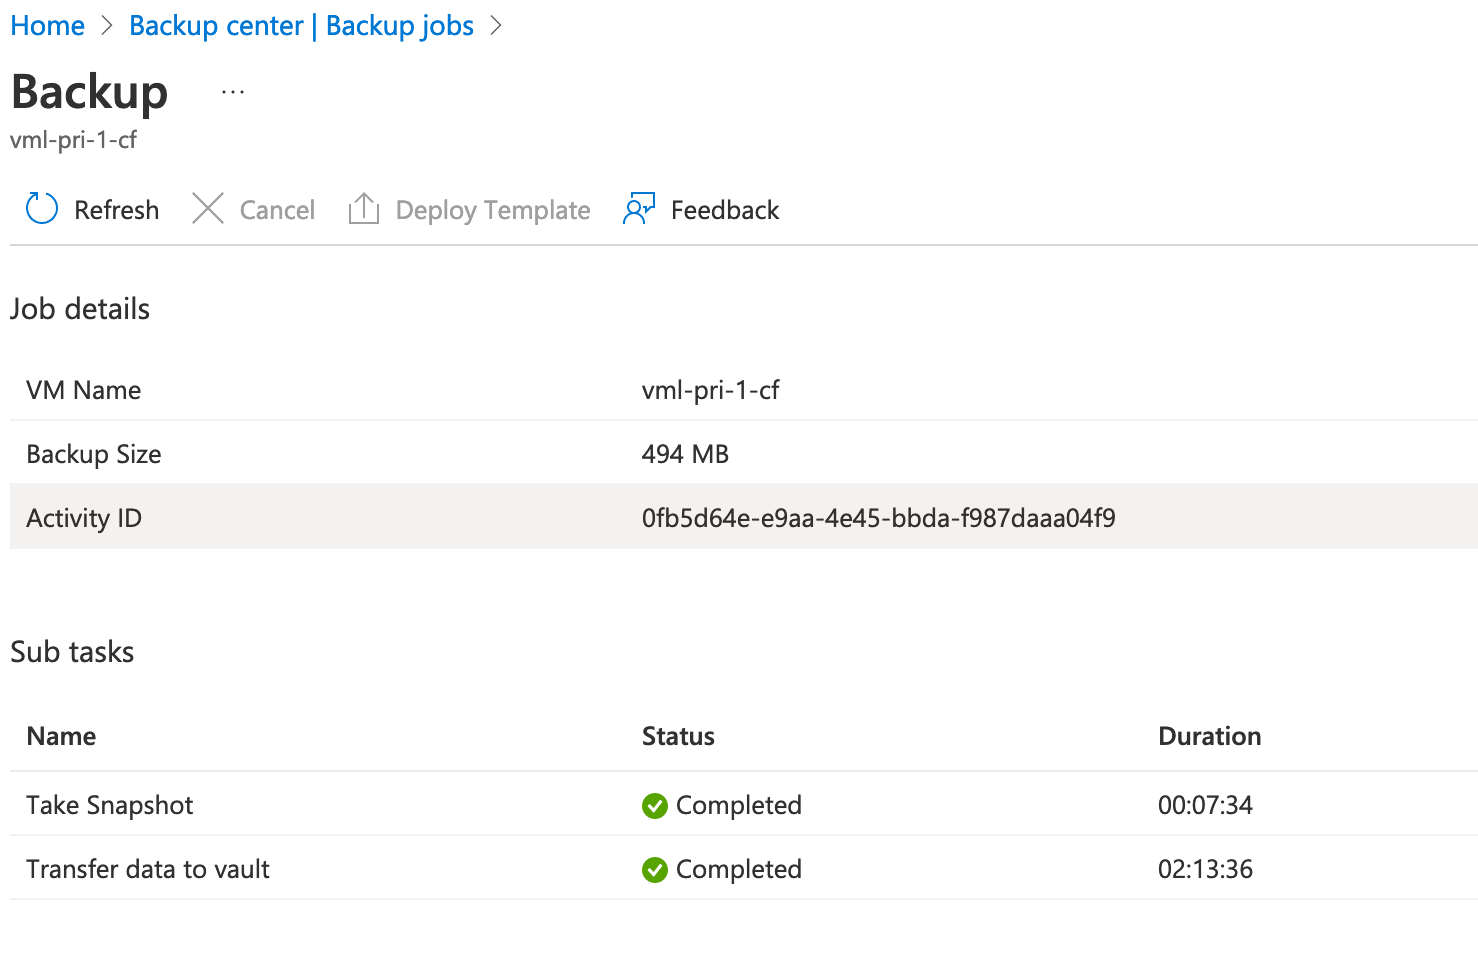 Home > Backup center | Backup jobs >
Backup ...
vml-pri-1-cf
Refresh Cancel Deploy Template Feedback
Job details
VM Name vml-pri-1-cf
Backup Size 494 MB
Activity ID 0fb5d64e-e9aa-4e45-bbda-f987daaa04f9
Sub tasks
Name Status Duration
Take Snapshot Completed 00:07:34
Transfer data to vault Completed 02:13:36